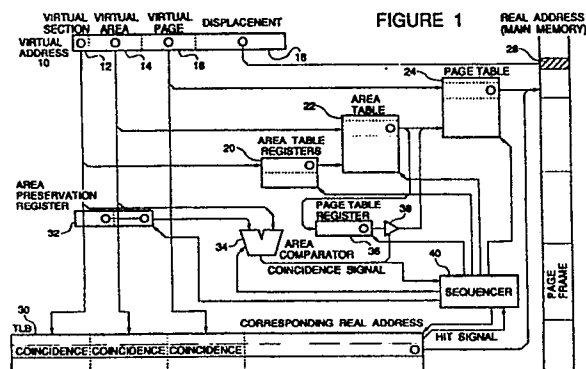 FIGURE 1
REAL ADDRESS
(MAIN MEMORY)
VIRTUAL SECTION
VIRTUAL AREA
VIRTUAL PAGE
DISPLACEMENT
VIRTUAL ADDRESS
10
12
14
16
18
28
24
PAGE TABLE
22
AREA TABLE
20
AREA TABLE REGISTERS
AREA PRESERVATION REGISTER
32
PAGE TABLE REGISTER
36
38
34
AREA COMPARATOR
COINCIDENCE SIGNAL
40
SEQUENCER
PAGE FRAME
30
TLB
CORRESPONDING REAL ADDRESS
HIT SIGNAL
COINCIDENCE
COINCIDENCE
COINCIDENCE